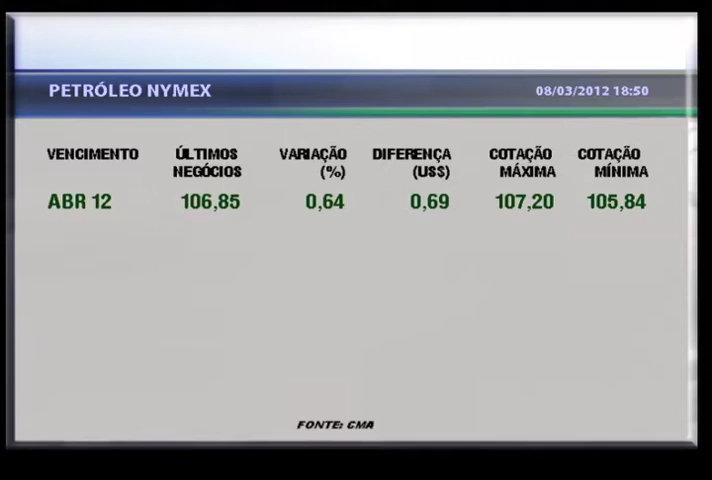 PETRÓLEO NYMEX 08/03/2012 18:50
VENCIMENTO ÚLTIMOS NEGÓCIOS VARIAÇÃO (%) DIFERENÇA (US$) COTAÇÃO MÁXIMA COTAÇÃO MÍNIMA
ABR 12 106,85 0,64 0,69 107,20 105,84
FONTE: CMA